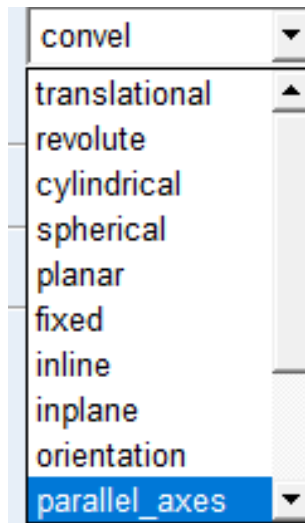 convel
translational
revolute
cylindrical
spherical
planar
fixed
inline
inplane
orientation
parallel_axes